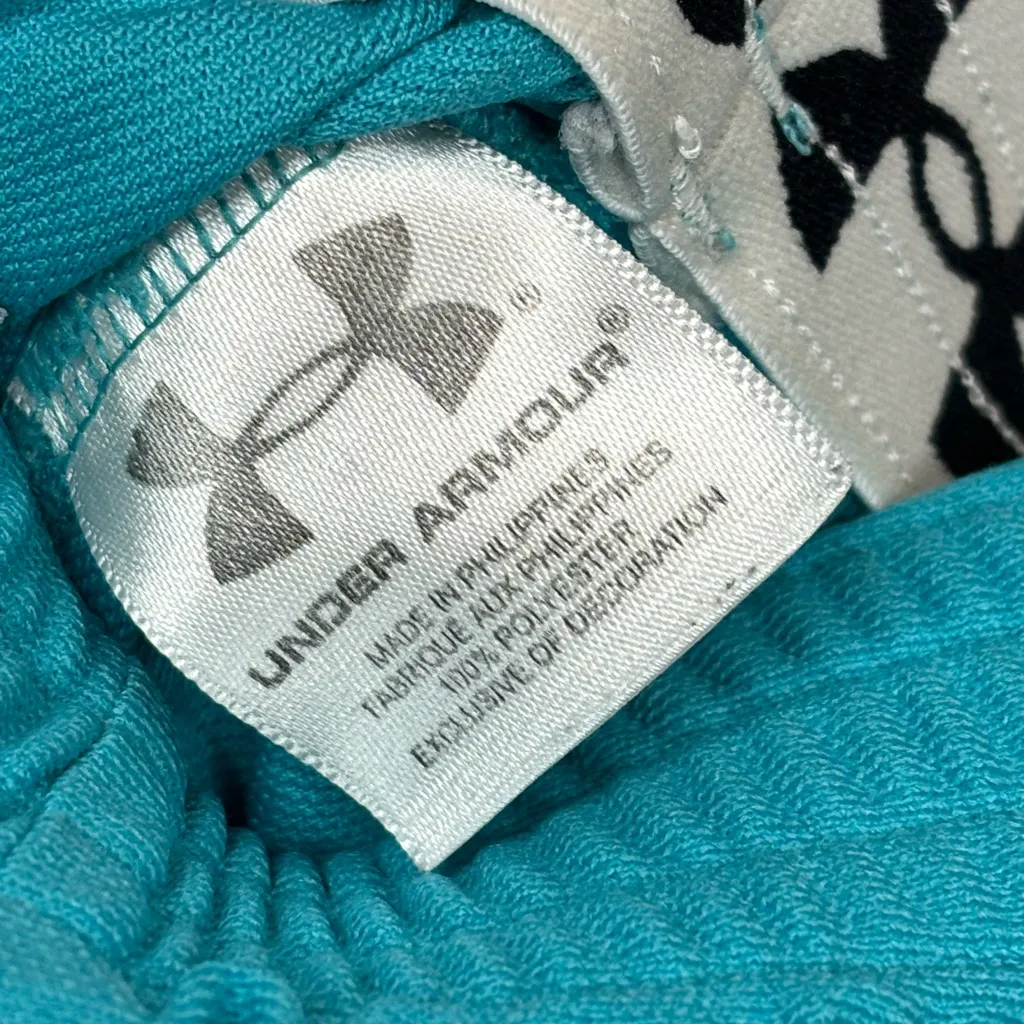 UNDER ARMOUR®
MADE IN PHILIPPINES
FABRIQUE AUX PHILIPPINES
100% POLYESTER
EXCLUSIVE OF DECORATION